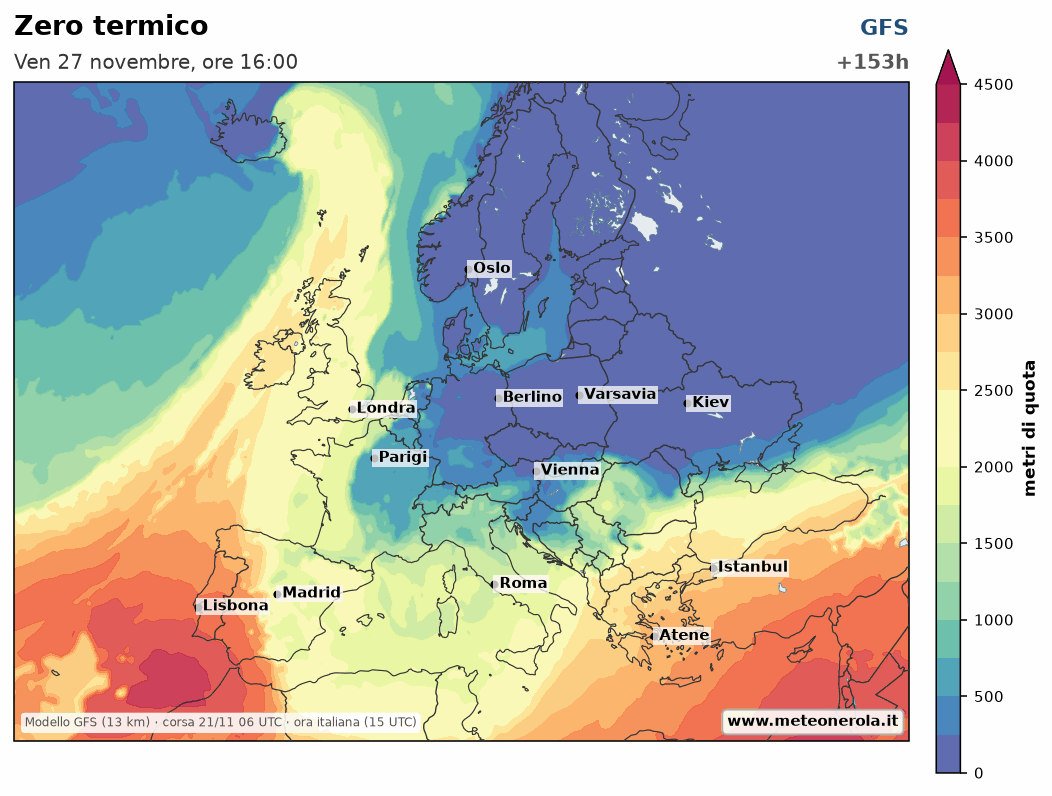 Zero termico
GFS
Ven 27 novembre, ore 16:00
+153h
4500
4000
3500
3000
2500
2000
1500
1000
500
0
metri di quota
Oslo
Londra
Berlino
Varsavia
Kiev
Parigi
Vienna
Istanbul
Madrid
Roma
Lisbona
Atene
Modello GFS (13 km) · corsa 21/11 06 UTC · ora italiana (15 UTC)
www.meteonerola.it